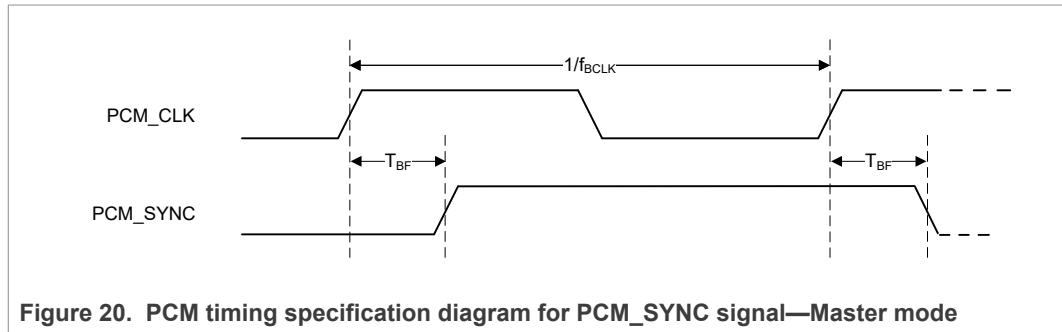 1/fBCLK
PCM_CLK
TBF TBF
PCM_SYNC
Figure 20. PCM timing specification diagram for PCM_SYNC signal—Master mode